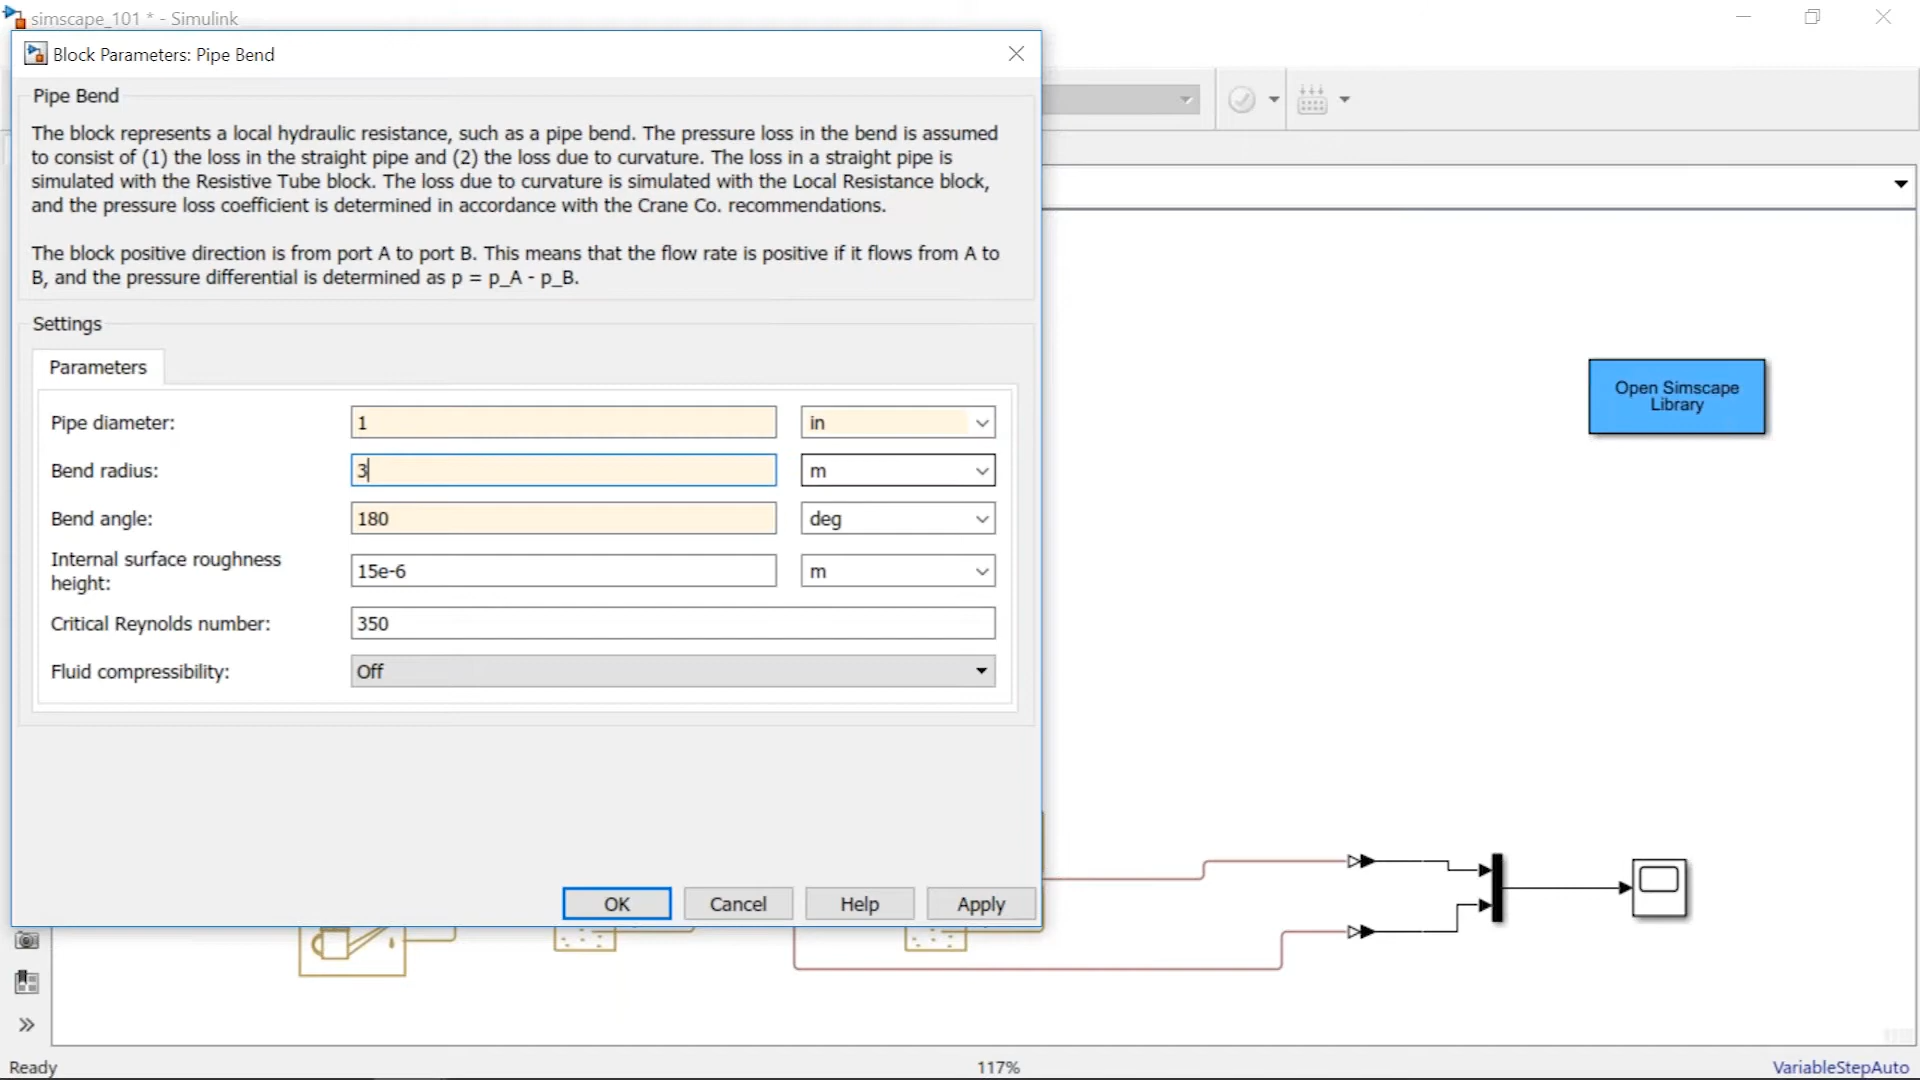 simscape_101 * - Simulink
Block Parameters: Pipe Bend
Pipe Bend
The block represents a local hydraulic resistance, such as a pipe bend. The pressure loss in the bend is assumed
to consist of (1) the loss in the straight pipe and (2) the loss due to curvature. The loss in a straight pipe is
simulated with the Resistive Tube block. The loss due to curvature is simulated with the Local Resistance block,
and the pressure loss coefficient is determined in accordance with the Crane Co. recommendations.
The block positive direction is from port A to port B. This means that the flow rate is positive if it flows from A to
B, and the pressure differential is determined as p = p_A - p_B.
Settings
Parameters
Pipe diameter: 1 in
Bend radius: 3 m
Bend angle: 180 deg
Internal surface roughness
height: 15e-6 m
Critical Reynolds number: 350
Fluid compressibility: Off
OK Cancel Help Apply
Open Simscape
Library
Ready 117% VariableStepAuto